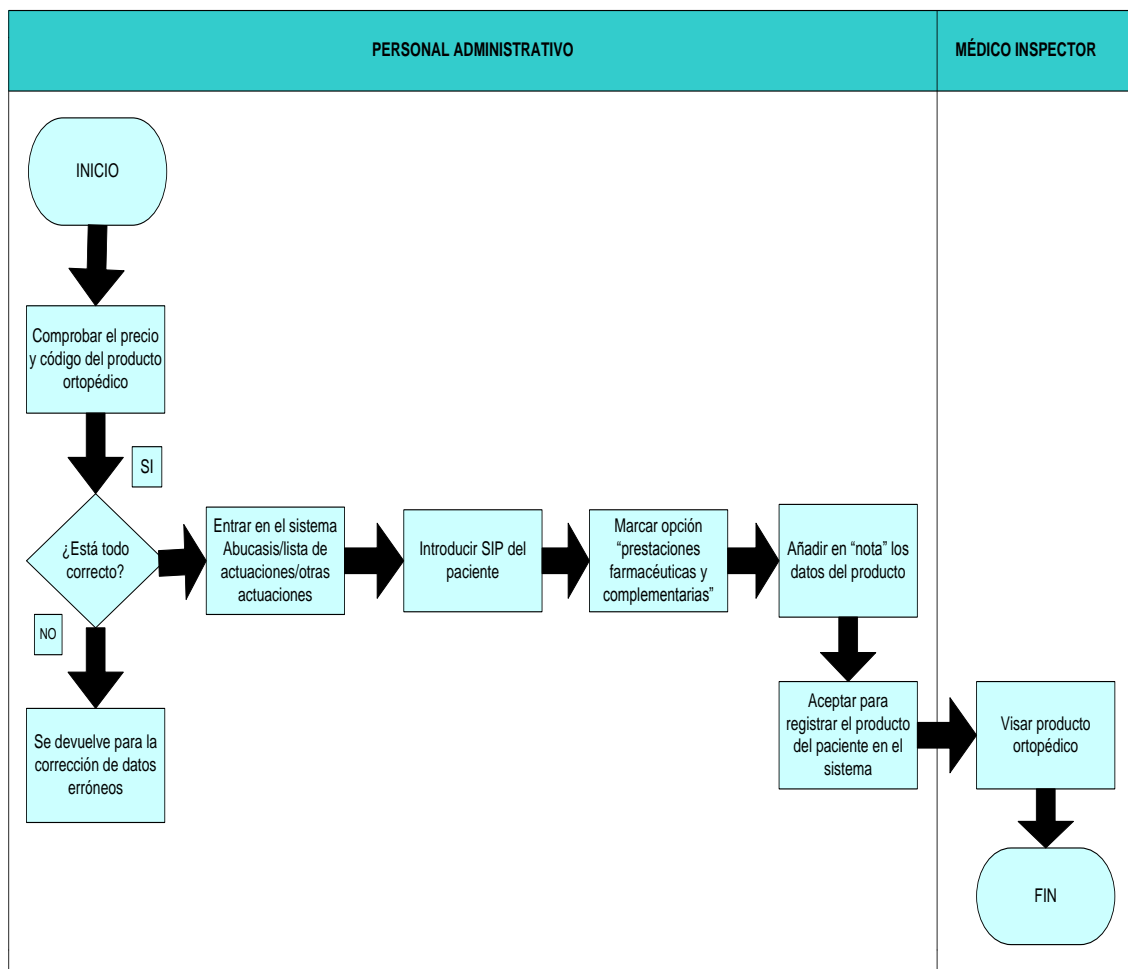 PERSONAL ADMINISTRATIVO
MÉDICO INSPECTOR
INICIO
Comprobar el precio
y código del producto
ortopédico
SI
¿Está todo
correcto?
Entrar en el sistema
Abucasis/lista de
actuaciones/otras
actuaciones
Introducir SIP del
paciente
Marcar opción
“prestaciones
farmacéuticas y
complementarias”
Añadir en “nota” los
datos del producto
NO
Se devuelve para la
corrección de datos
erróneos
Aceptar para
registrar el producto
del paciente en el
sistema
Visar producto
ortopédico
FIN